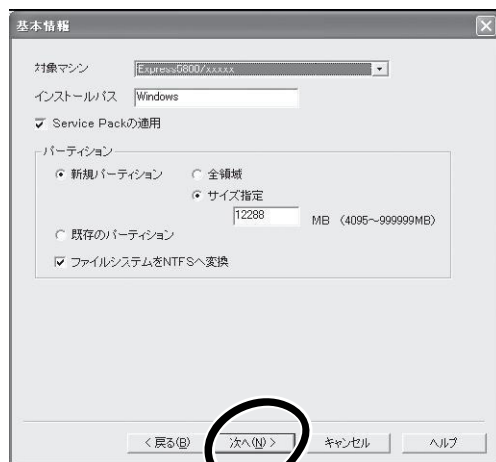 基本情報
対象マシン Express5800/xxxxx
インストールパス Windows
Service Packの適用
パーティション
新規パーティション 全領域
サイズ指定
12288 MB (4095～999999MB)
既存のパーティション
ファイルシステムをNTFSへ変換
< 戻る(B) 次へ(N) > キャンセル ヘルプ